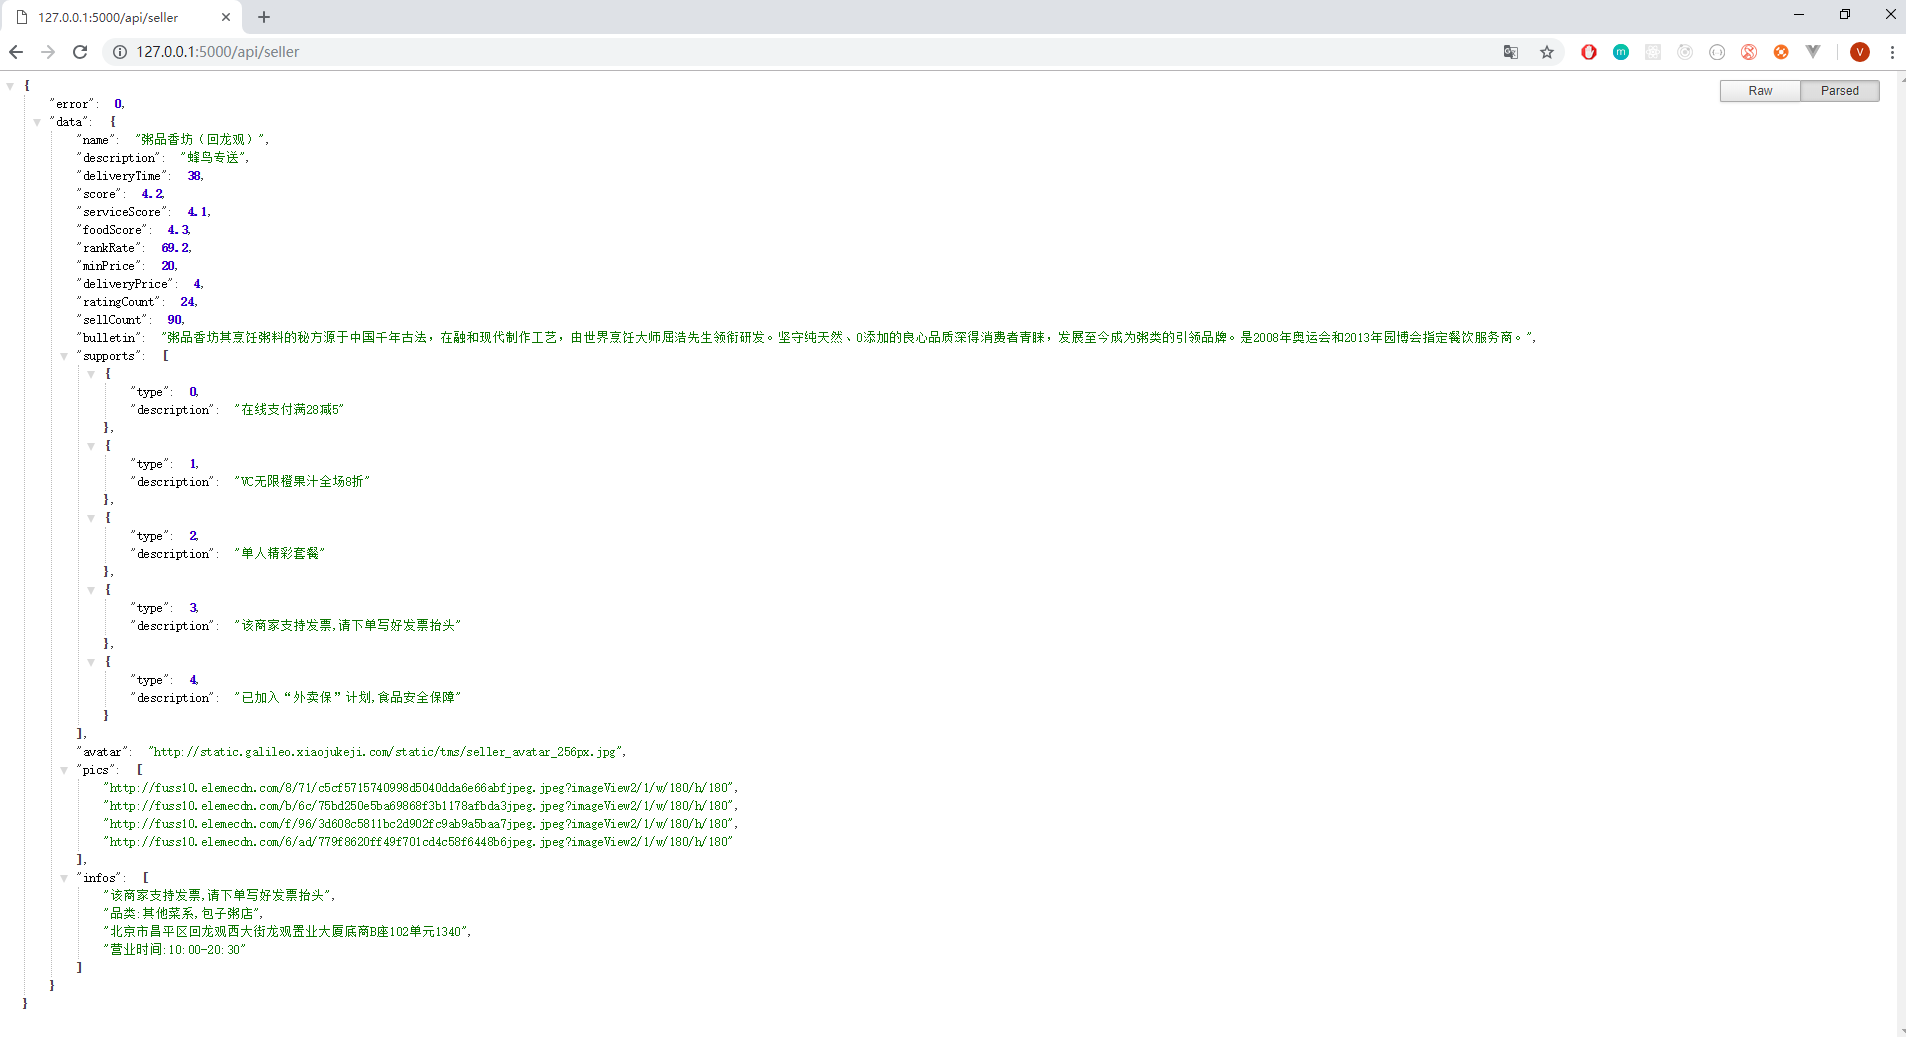 127.0.0.1:5000/api/seller
127.0.0.1:5000/api/seller
Raw Parsed
{
"error": 0,
"data": {
"name": "粥品香坊（回龙观）",
"description": "蜂鸟专送",
"deliveryTime": 38,
"score": 4.2,
"serviceScore": 4.1,
"foodScore": 4.3,
"rankRate": 69.2,
"minPrice": 20,
"deliveryPrice": 4,
"ratingCount": 24,
"sellCount": 90,
"bulletin": "粥品香坊其烹饪粥料的秘方源于中国千年古法，在融和现代制作工艺，由世界烹饪大师屈浩先生领衔研发。坚守纯天然、0添加的良心品质深得消费者青睐，发展至今成为粥类的引领品牌。是2008年奥运会和2013年园博会指定餐饮服务商。",
"supports": [
{
"type": 0,
"description": "在线支付满28减5"
},
{
"type": 1,
"description": "VC无限橙果汁全场8折"
},
{
"type": 2,
"description": "单人精彩套餐"
},
{
"type": 3,
"description": "该商家支持发票,请下单写好发票抬头"
},
{
"type": 4,
"description": "已加入“外卖保”计划,食品安全保障"
}
],
"avatar": "http://static.galileo.xiaojukeji.com/static/tms/seller_avatar_256px.jpg",
"pics": [
"http://fuss10.elemecdn.com/8/71/c5cf5715740998d5040dda6e66abfjpeg.jpeg?imageView2/1/w/180/h/180",
"http://fuss10.elemecdn.com/b/6c/75bd250e5ba69868f3b1178afbda3jpeg.jpeg?imageView2/1/w/180/h/180",
"http://fuss10.elemecdn.com/f/96/3d608c5811bc2d902fc9ab9a5baa7jpeg.jpeg?imageView2/1/w/180/h/180",
"http://fuss10.elemecdn.com/6/ad/779f8620ff49f701cd4c58f6448b6jpeg.jpeg?imageView2/1/w/180/h/180"
],
"infos": [
"该商家支持发票,请下单写好发票抬头",
"品类:其他菜系,包子粥店",
"北京市昌平区回龙观西大街龙观置业大厦底商B座102单元1340",
"营业时间:10:00-20:30"
]
}
}